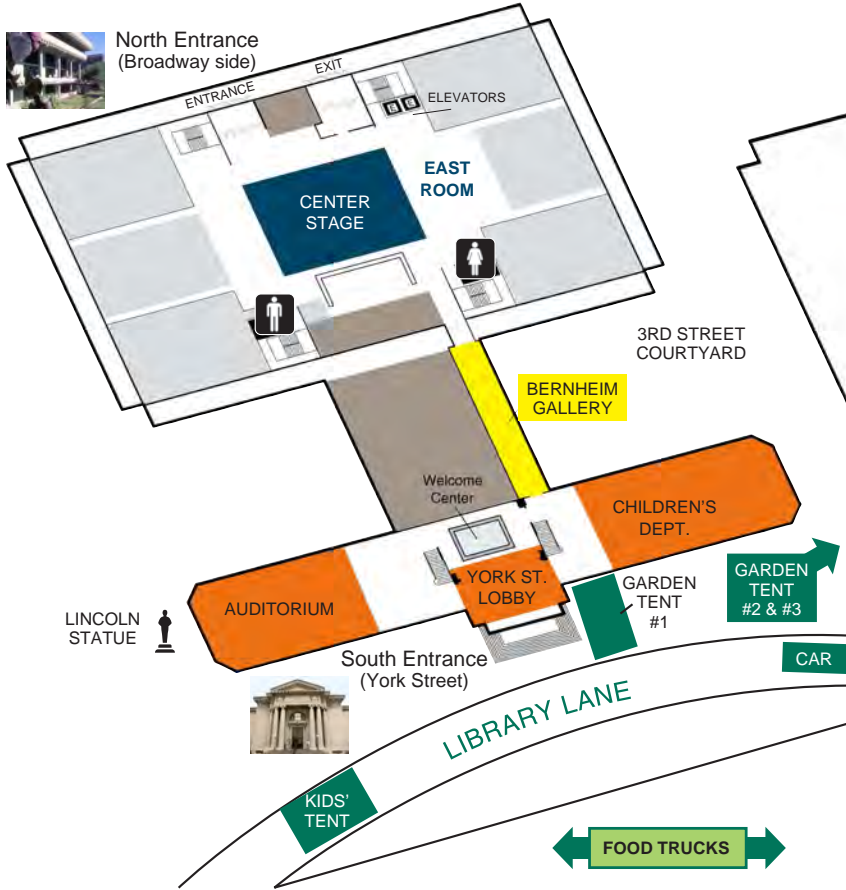 North Entrance
(Broadway side)
ENTRANCE
EXIT
E E
ELEVATORS
EAST
ROOM
CENTER
STAGE
3RD STREET
COURTYARD
BERNHEIM
GALLERY
Welcome
Center
CHILDREN'S
DEPT.
YORK ST.
LOBBY
AUDITORIUM
LINCOLN
STATUE
GARDEN
TENT
#1
GARDEN
TENT
#2 & #3
CAR
South Entrance
(York Street)
LIBRARY LANE
KIDS'
TENT
FOOD TRUCKS